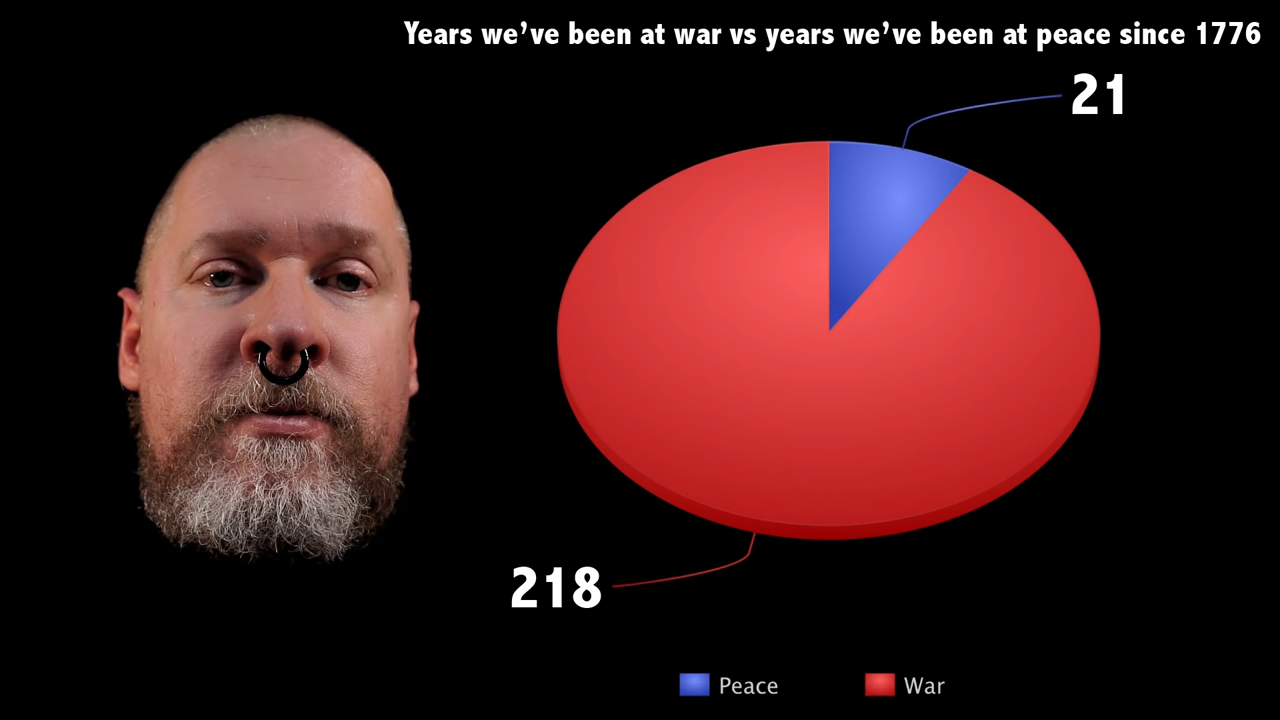 Years we’ve been at war vs years we’ve been at peace since 1776
21
218
Peace
War